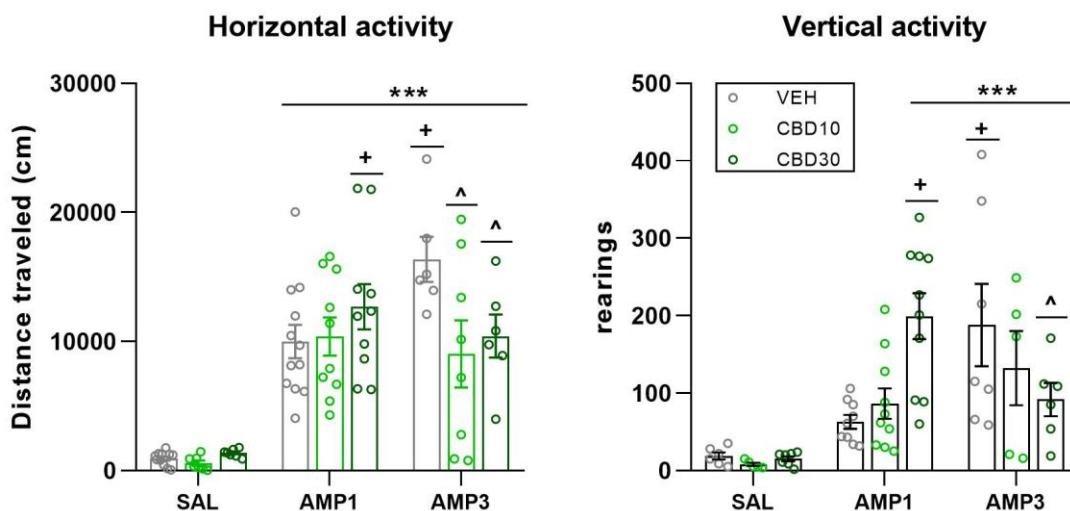 Horizontal activity
Distance traveled (cm)
30000
20000
10000
0
***
+
+
^
^
SAL
AMP1
AMP3
Vertical activity
rearings
500
400
300
200
100
0
VEH
CBD10
CBD30
***
+
+
^
SAL
AMP1
AMP3